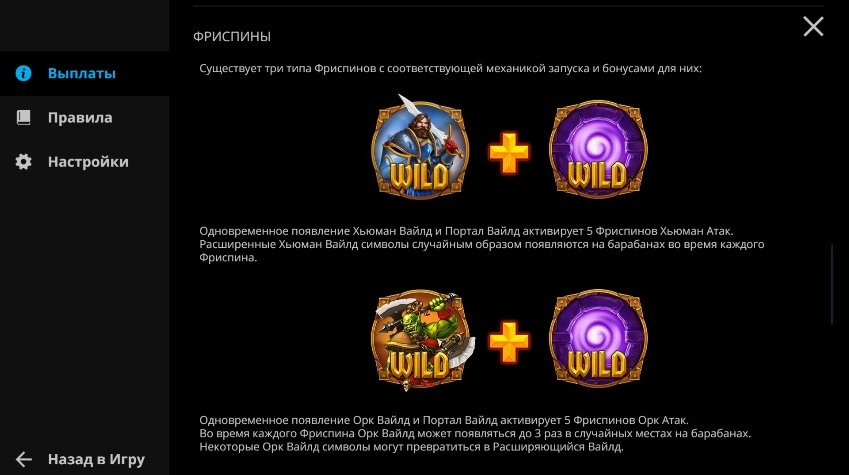 ФРИСПИНЫ
Существует три типа Фриспинов с соответствующей механикой запуска и бонусами для них:
Выплаты
Правила
Настройки
WILD
WILD
Одновременное появление Хьюман Вайлд и Портал Вайлд активирует 5 Фриспинов Хьюман Атак.
Расширенные Хьюман Вайлд символы случайным образом появляются на барабанах во время каждого
Фриспина.
WILD
WILD
Одновременное появление Орк Вайлд и Портал Вайлд активирует 5 Фриспинов Орк Атак.
Во время каждого Фриспина Орк Вайлд может появляться до 3 раз в случайных местах на барабанах.
Некоторые Орк Вайлд символы могут превратиться в Расширяющийся Вайлд.
Назад в Игру